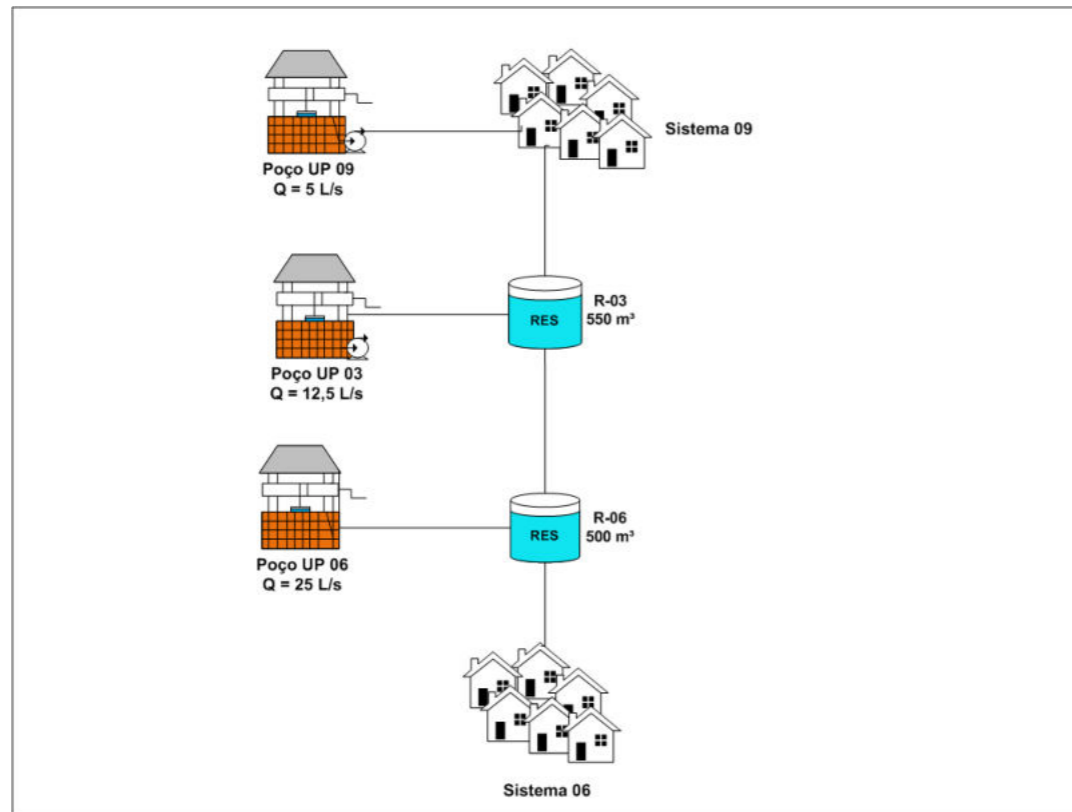 Sistema 09
Poço UP 09
Q = 5 L/s
R-03
550 m³
RES
Poço UP 03
Q = 12,5 L/s
R-06
500 m³
RES
Poço UP 06
Q = 25 L/s
Sistema 06